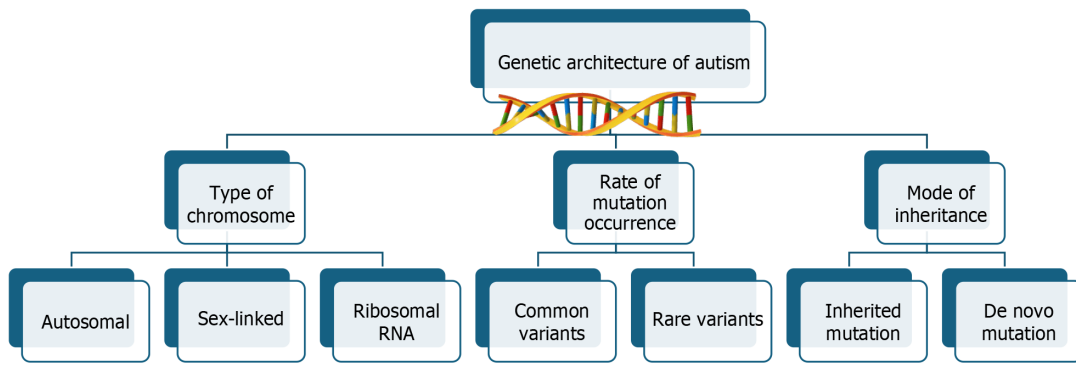 Genetic architecture of autism
Type of
chromosome
Rate of
mutation
occurrence
Mode of
inheritance
Autosomal
Sex-linked
Ribosomal
RNA
Common
variants
Rare variants
Inherited
mutation
De novo
mutation